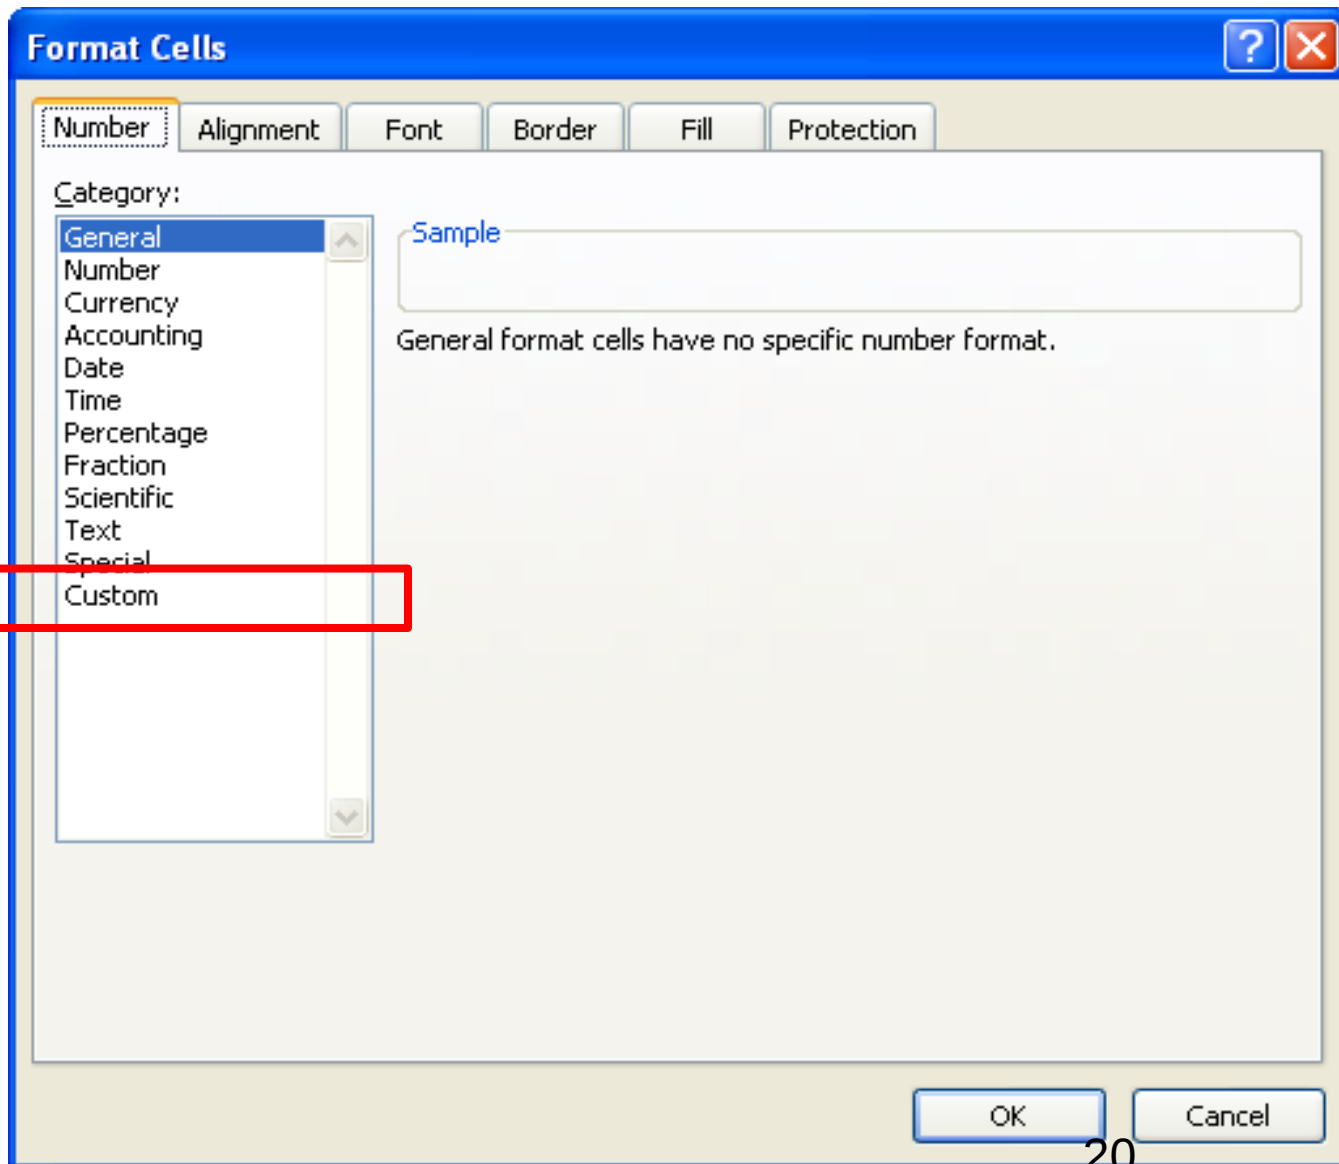 Format Cells
Number Alignment Font Border Fill Protection
Category:
General
Number
Currency
Accounting
Date
Time
Percentage
Fraction
Scientific
Text
Special
Custom
Sample
General format cells have no specific number format.
OK Cancel
20